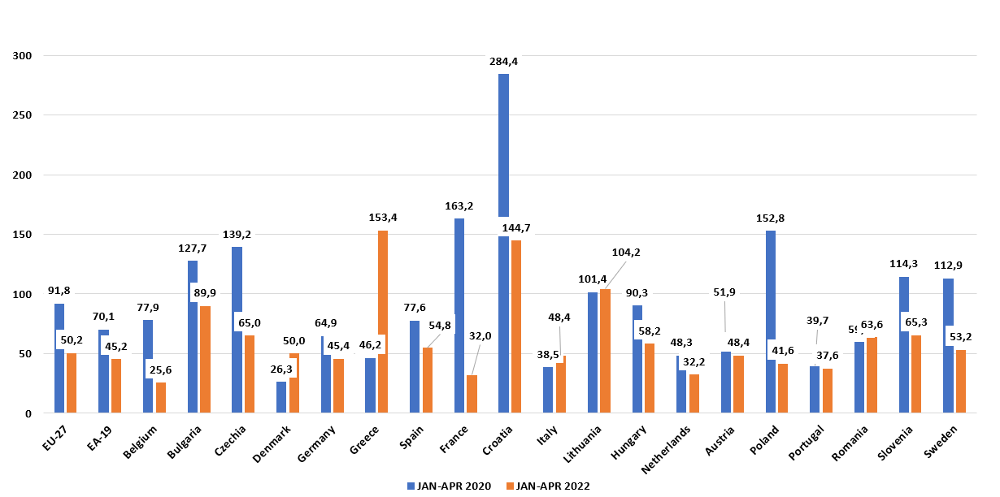 300
250
200
150
100
50
0
91,8
50,2
70,1
45,2
77,9
25,6
127,7
89,9
139,2
65,0
26,3
50,0
64,9
45,4
46,2
153,4
77,6
54,8
163,2
32,0
284,4
144,7
38,5
48,4
101,4
104,2
90,3
58,2
48,3
32,2
51,9
48,4
152,8
41,6
39,7
37,6
63,6
114,3
65,3
112,9
53,2
EU-27
EA-19
Belgium
Bulgaria
Czechia
Denmark
Germany
Greece
Spain
France
Croatia
Italy
Lithuania
Hungary
Netherlands
Austria
Poland
Portugal
Romania
Slovenia
Sweden
JAN-APR 2020
JAN-APR 2022